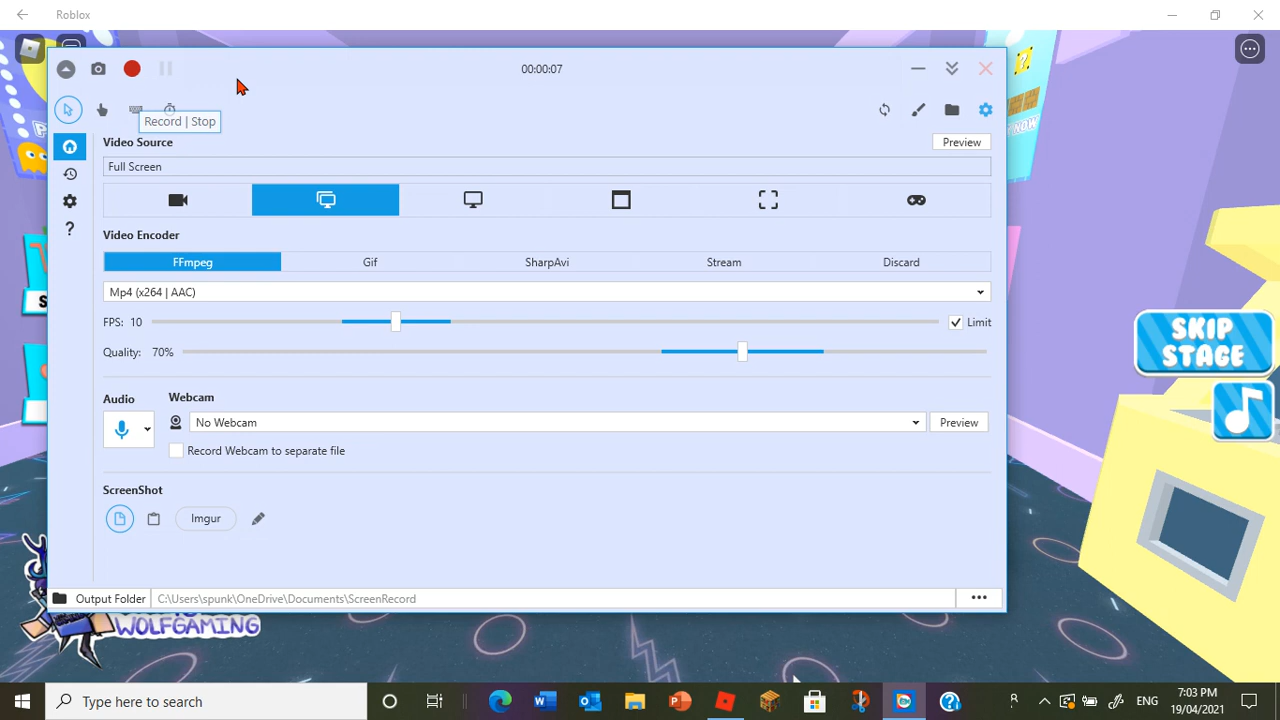 Roblox
00:00:07
Record | Stop
Video Source
Preview
Full Screen
Video Encoder
FFmpeg
Gif
SharpAvi
Stream
Discard
Mp4 (x264 | AAC)
FPS: 10
Limit
Quality: 70%
Audio
Webcam
No Webcam
Preview
Record Webcam to separate file
ScreenShot
Imgur
Output Folder
C:\Users\spunk\OneDrive\Documents\ScreenRecord
NOW
SKIP
STAGE
WOLFGAMING
Type here to search
ENG
7:03 PM
19/04/2021